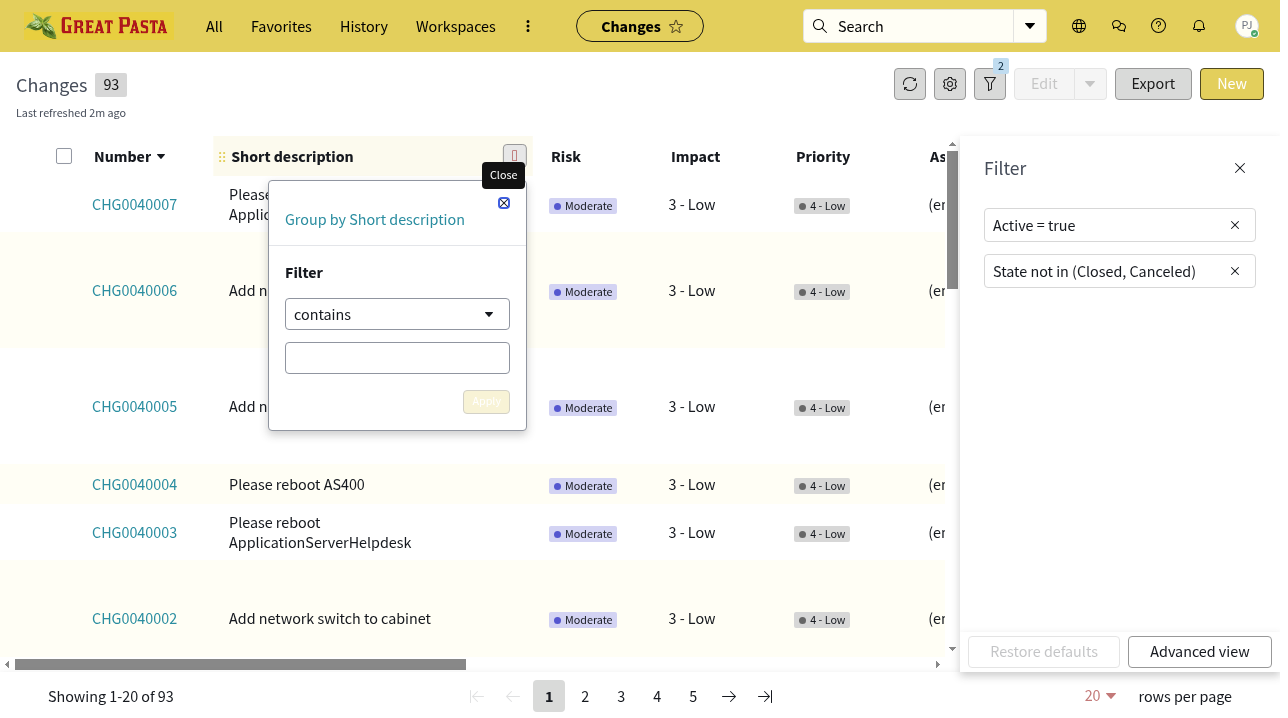 GREAT PASTA
All
Favorites
History
Workspaces
Changes
Search
PJ
Changes
93
Last refreshed 2m ago
2
Edit
Export
New
Number
Short description
Risk
Impact
Priority
As
Close
CHG0040007
Please
Applic
Moderate
3 - Low
4 - Low
(er
Group by Short description
Filter
contains
Apply
CHG0040006
Add n
Moderate
3 - Low
4 - Low
(er
CHG0040005
Add n
Moderate
3 - Low
4 - Low
(er
CHG0040004
Please reboot AS400
Moderate
3 - Low
4 - Low
(er
CHG0040003
Please reboot
ApplicationServerHelpdesk
Moderate
3 - Low
4 - Low
(er
CHG0040002
Add network switch to cabinet
Moderate
3 - Low
4 - Low
(er
Filter
Active = true
State not in (Closed, Canceled)
Restore defaults
Advanced view
Showing 1-20 of 93
1
2
3
4
5
20
rows per page